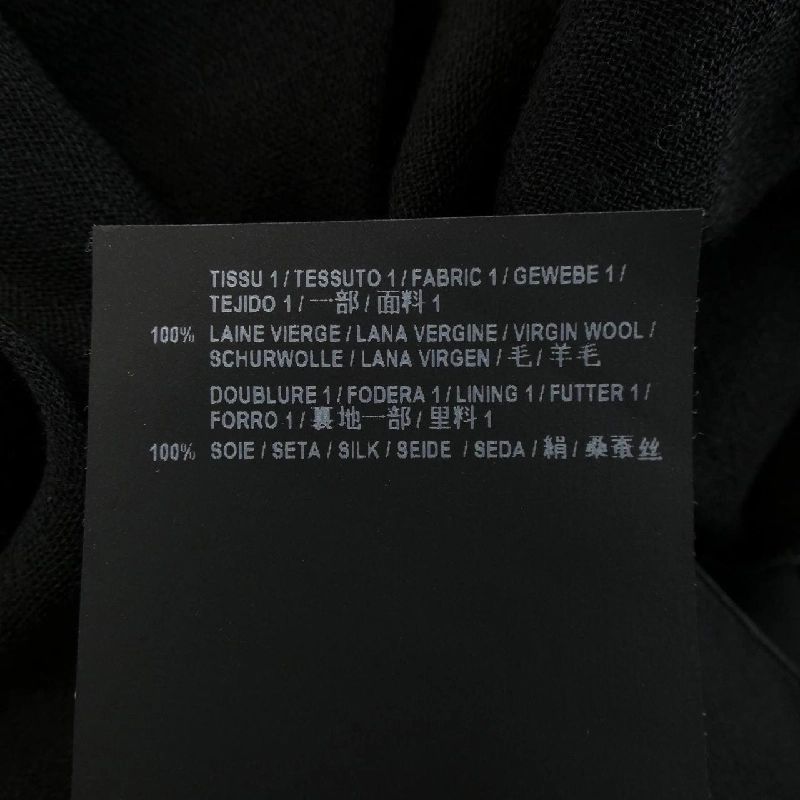 TISSU 1 / TESSUTO 1 / FABRIC 1 / GEWEBE 1 /
TEJIDO 1 / 一部 / 面料 1
100% LAINE VIERGE / LANA VERGINE / VIRGIN WOOL /
SCHURWOLLE / LANA VIRGEN / 毛 / 羊毛
DOUBLURE 1 / FODERA 1 / LINING 1 / FUTTER 1 /
FORRO 1 / 裏地一部 / 里料 1
100% SOIE / SETA / SILK / SEIDE / SEDA / 絹 / 桑蚕丝